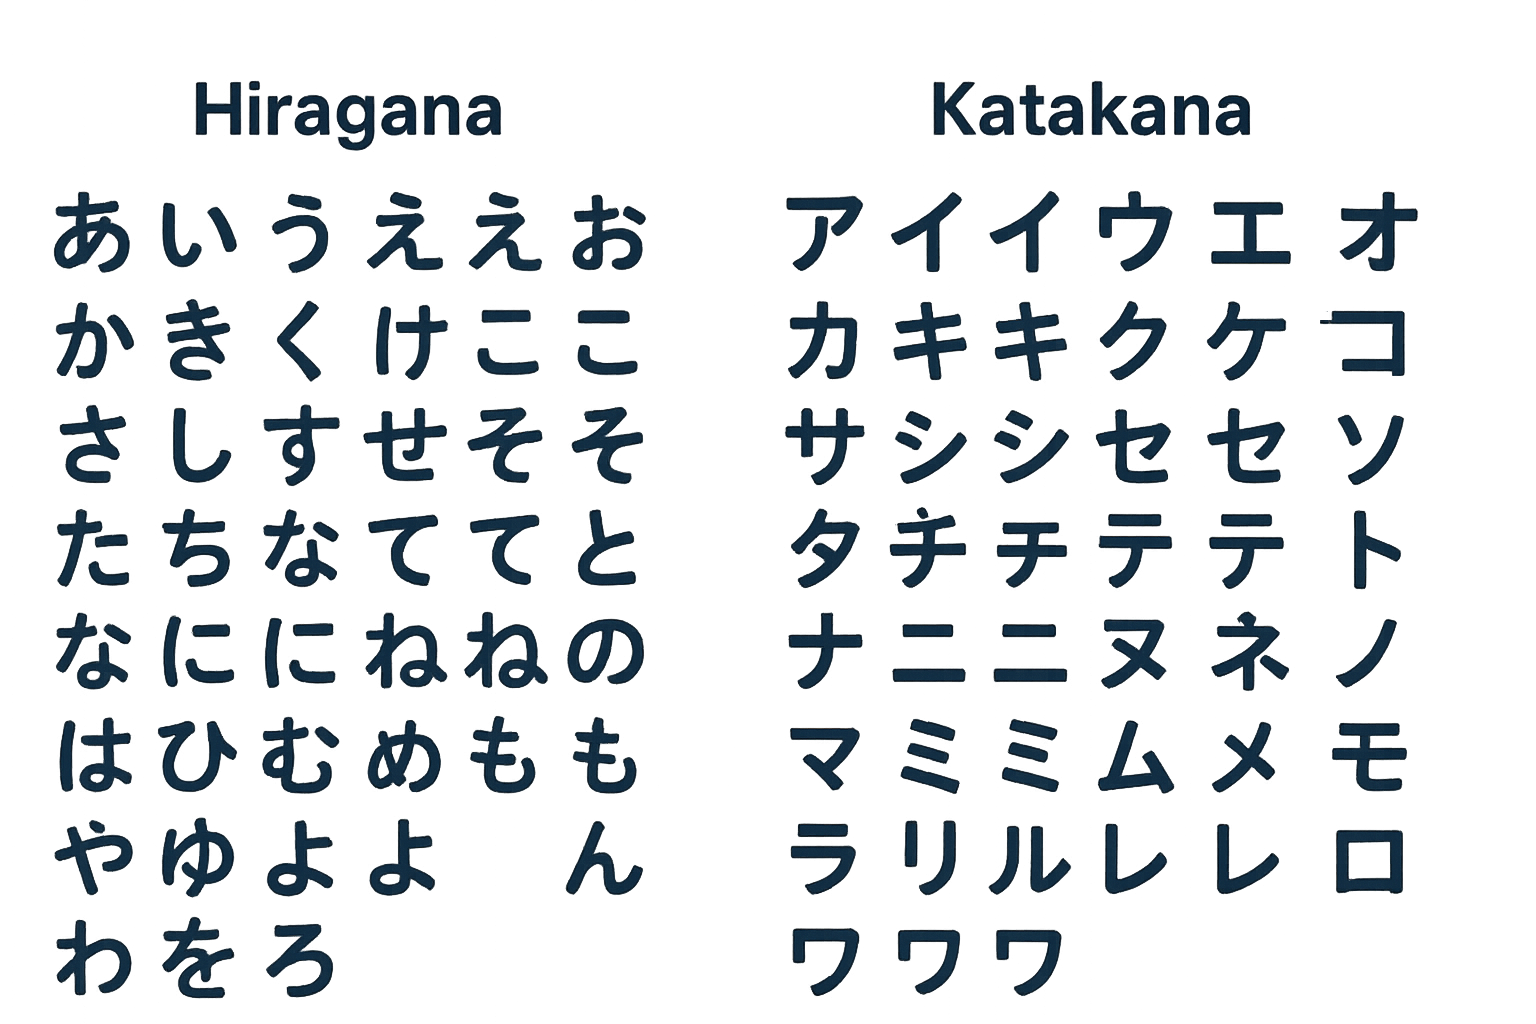 Hiragana
あ い う え え お
か き く け こ こ
さ し す せ そ そ
た ち な て て と
な に に ね ね の
は ひ む め も も
や ゆ よ よ ん
わ を ろ
Katakana
ア イ イ ウ エ オ
カ キ キ ク ケ コ
サ シ シ セ セ ソ
タ チ チ テ テ ト
ナ ニ ニ ヌ ネ ノ
マ ミ ミ ム メ モ
ラ リ ル レ レ ロ
ワ ワ ワ